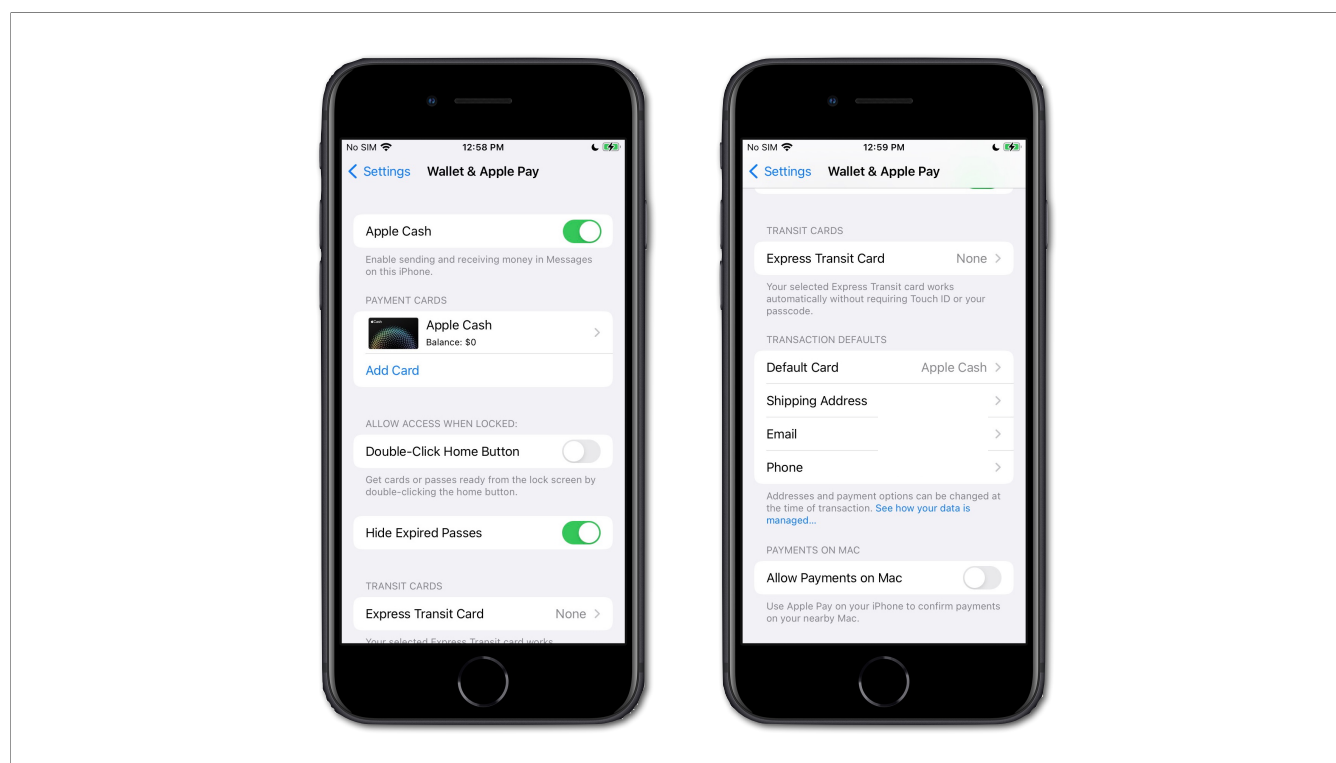 No SIM 12:58 PM
Settings Wallet & Apple Pay
Apple Cash
Enable sending and receiving money in Messages
on this iPhone.
PAYMENT CARDS
Cash
Apple Cash
Balance: $0
Add Card
ALLOW ACCESS WHEN LOCKED:
Double-Click Home Button
Get cards or passes ready from the lock screen by
double-clicking the home button.
Hide Expired Passes
TRANSIT CARDS
Express Transit Card None
Your selected Express Transit card works
No SIM 12:59 PM
Settings Wallet & Apple Pay
TRANSIT CARDS
Express Transit Card None
Your selected Express Transit card works
automatically without requiring Touch ID or your
passcode.
TRANSACTION DEFAULTS
Default Card Apple Cash
Shipping Address
Email
Phone
Addresses and payment options can be changed at
the time of transaction. See how your data is
managed...
PAYMENTS ON MAC
Allow Payments on Mac
Use Apple Pay on your iPhone to confirm payments
on your nearby Mac.